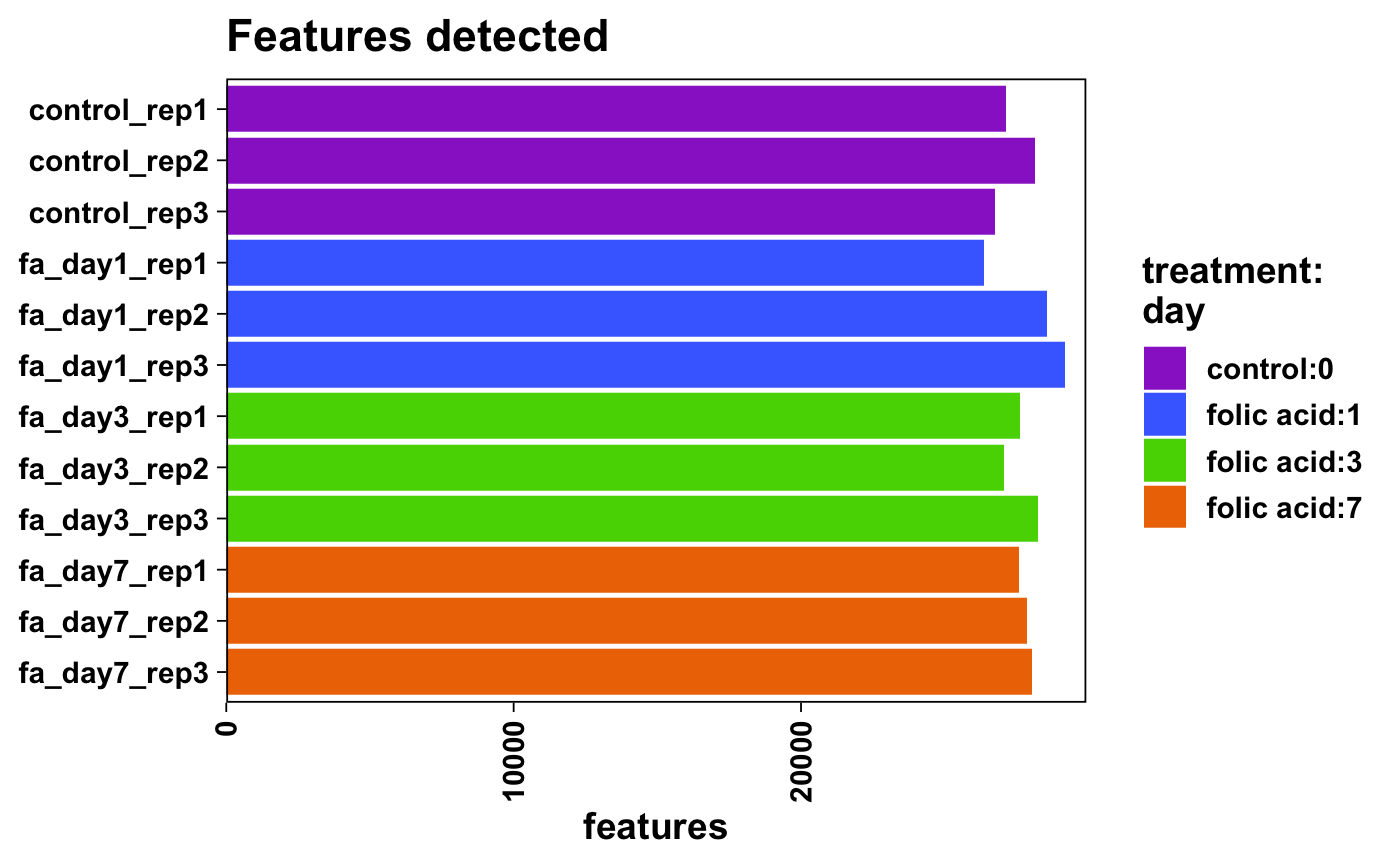 Features detected
control_rep1
control_rep2
control_rep3
fa_day1_rep1
fa_day1_rep2
fa_day1_rep3
fa_day3_rep1
fa_day3_rep2
fa_day3_rep3
fa_day7_rep1
fa_day7_rep2
fa_day7_rep3
0
10000
20000
features
treatment:
day
control:0
folic acid:1
folic acid:3
folic acid:7